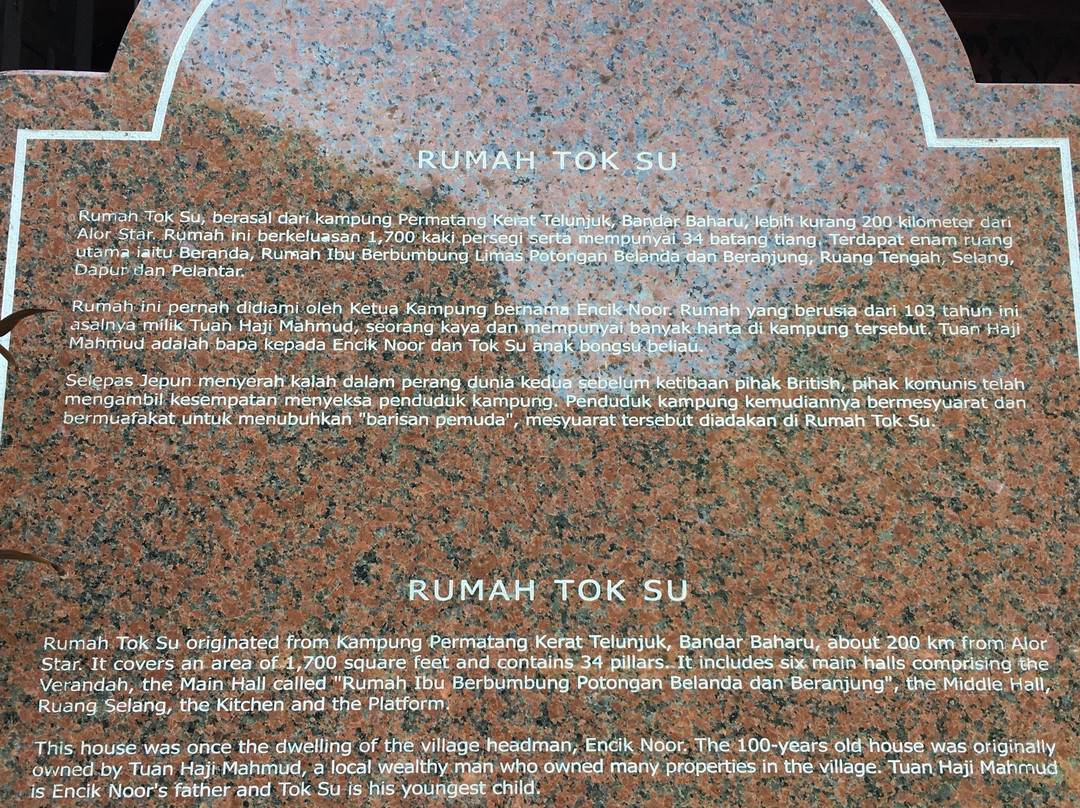 RUMAH TOK SU
Rumah Tok Su, berasal dari kampung Permatang Kerat Telunjuk, Bandar Baharu, lebih kurang 200 kilometer dari
Alor Star. Rumah ini berkeluasan 1,700 kaki persegi serta mempunyai 34 batang tiang. Terdapat enam ruang
utama iaitu Beranda, Rumah Ibu Berbumbung Limas Potongan Belanda dan Beranjung, Ruang Tengah, Selang,
Dapur dan Pelantar.
Rumah ini pernah didiami oleh Ketua Kampung bernama Encik Noor. Rumah yang berusia dari 103 tahun ini
asalnya milik Tuan Haji Mahmud, seorang kaya dan mempunyai banyak harta di kampung tersebut. Tuan Haji
Mahmud adalah bapa kepada Encik Noor dan Tok Su anak bongsu beliau.
Selepas Jepun menyerah kalah dalam perang dunia kedua sebelum ketibaan pihak British, pihak komunis telah
mengambil kesempatan menyeksa penduduk kampung. Penduduk kampung kemudiannya bermesyuarat dan
bermuafakat untuk menubuhkan "barisan pemuda", mesyuarat tersebut diadakan di Rumah Tok Su.
RUMAH TOK SU
Rumah Tok Su originated from Kampung Permatang Kerat Telunjuk, Bandar Baharu, about 200 km from Alor
Star. It covers an area of 1,700 square feet and contains 34 pillars. It includes six main halls comprising the
Verandah, the Main Hall called "Rumah Ibu Berbumbung Potongan Belanda dan Beranjung", the Middle Hall,
Ruang Selang, the Kitchen and the Platform.
This house was once the dwelling of the village headman, Encik Noor. The 100-years old house was originally
owned by Tuan Haji Mahmud, a local wealthy man who owned many properties in the village. Tuan Haji Mahmud
is Encik Noor's father and Tok Su is his youngest child.